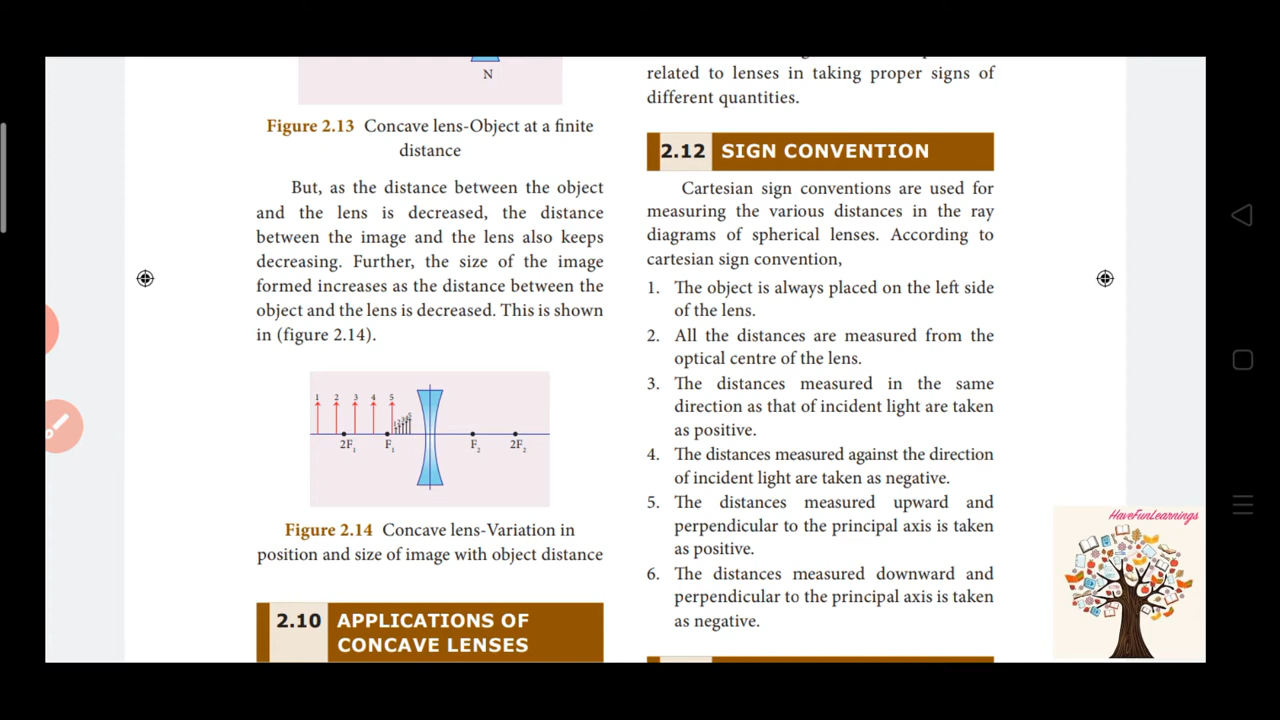 N
Figure 2.13 Concave lens-Object at a finite
distance
But, as the distance between the object
and the lens is decreased, the distance
between the image and the lens also keeps
decreasing. Further, the size of the image
formed increases as the distance between the
object and the lens is decreased. This is shown
in (figure 2.14).
1 2 3 4 5
2F1 F1 F2 2F2
Figure 2.14 Concave lens-Variation in
position and size of image with object distance
2.10 APPLICATIONS OF
CONCAVE LENSES
related to lenses in taking proper signs of
different quantities.
2.12 SIGN CONVENTION
Cartesian sign conventions are used for
measuring the various distances in the ray
diagrams of spherical lenses. According to
cartesian sign convention,
1. The object is always placed on the left side
of the lens.
2. All the distances are measured from the
optical centre of the lens.
3. The distances measured in the same
direction as that of incident light are taken
as positive.
4. The distances measured against the direction
of incident light are taken as negative.
5. The distances measured upward and
perpendicular to the principal axis is taken
as positive.
6. The distances measured downward and
perpendicular to the principal axis is taken
as negative.
HaveFunLearnings